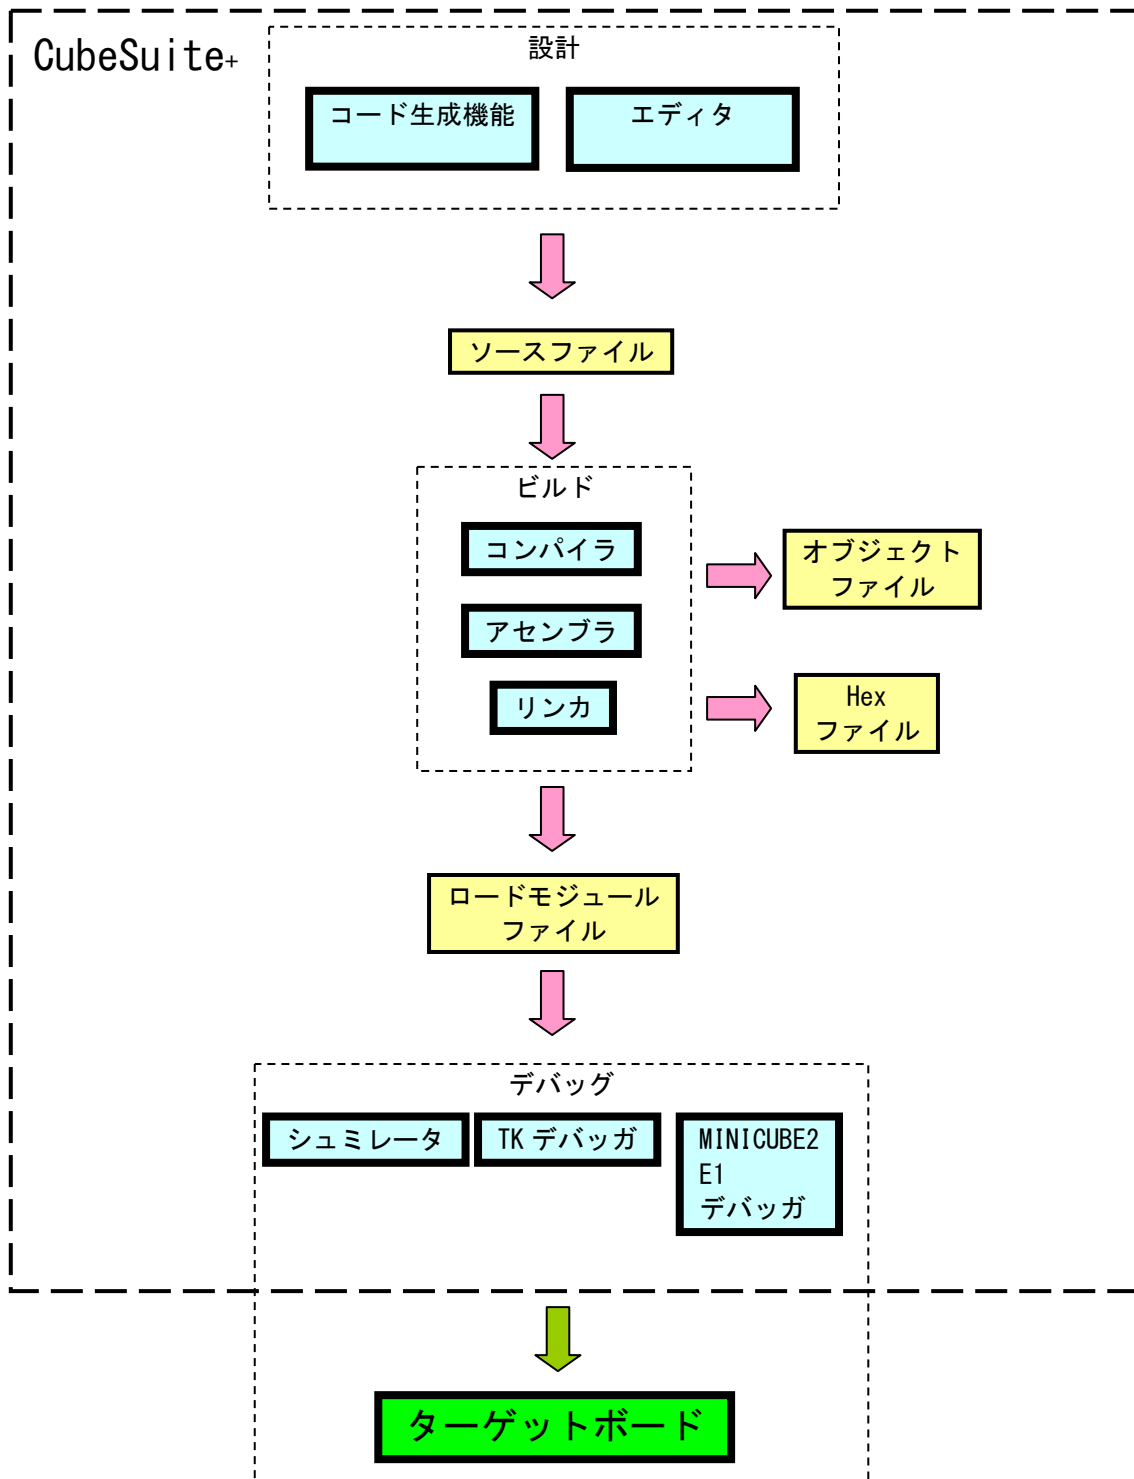 CubeSuite+
設計
コード生成機能
エディタ
ソースファイル
ビルド
コンパイラ
オブジェクト
ファイル
アセンブラ
リンカ
Hex
ファイル
ロードモジュール
ファイル
デバッグ
シュミレータ
TK デバッガ
MINICUBE2
E1
デバッガ
ターゲットボード